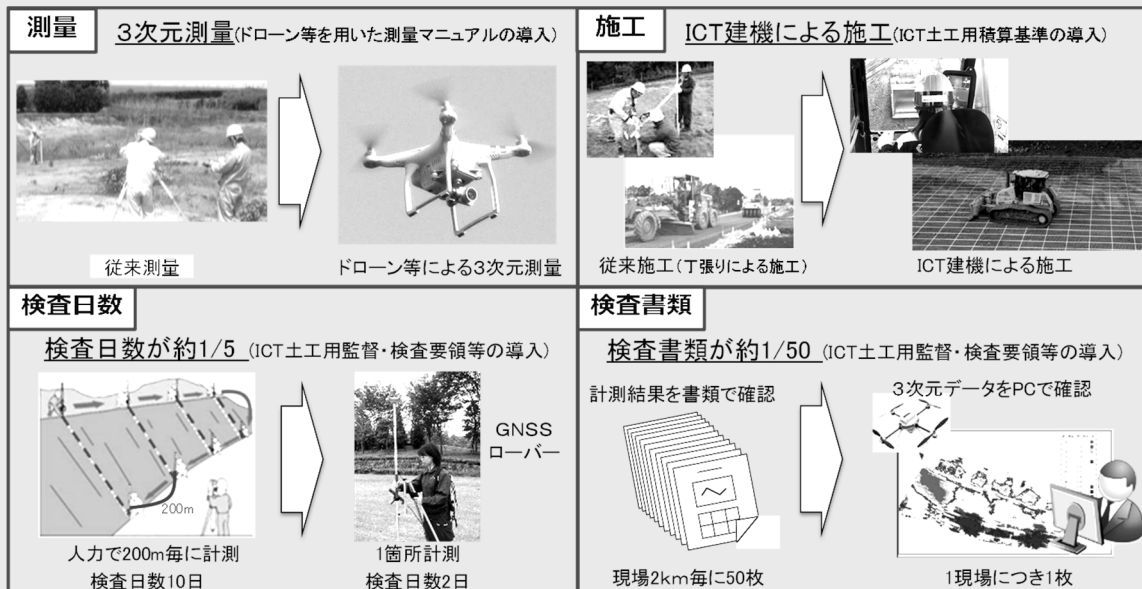 測量
3次元測量(ドローン等を用いた測量マニュアルの導入)
従来測量
ドローン等による3次元測量
施工
ICT建機による施工(ICT土工用積算基準の導入)
従来施工(丁張りによる施工)
ICT建機による施工
検査日数
検査日数が約1/5 (ICT土工用監督・検査要領等の導入)
200m
GNSS
ローバー
人力で200m毎に計測
検査日数10日
1箇所計測
検査日数2日
検査書類
検査書類が約1/50 (ICT土工用監督・検査要領等の導入)
計測結果を書類で確認
3次元データをPCで確認
現場2km毎に50枚
1現場につき1枚